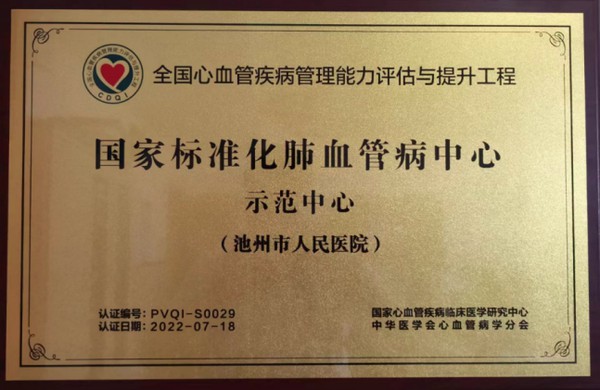 CDQI
全国心血管疾病管理能力评估与提升工程
国家标准化肺血管病中心
示范中心
（池州市人民医院）
认证编号：PVQI-S0029
认证日期：2022-07-18
国家心血管疾病临床医学研究中心
中华医学会心血管病学分会